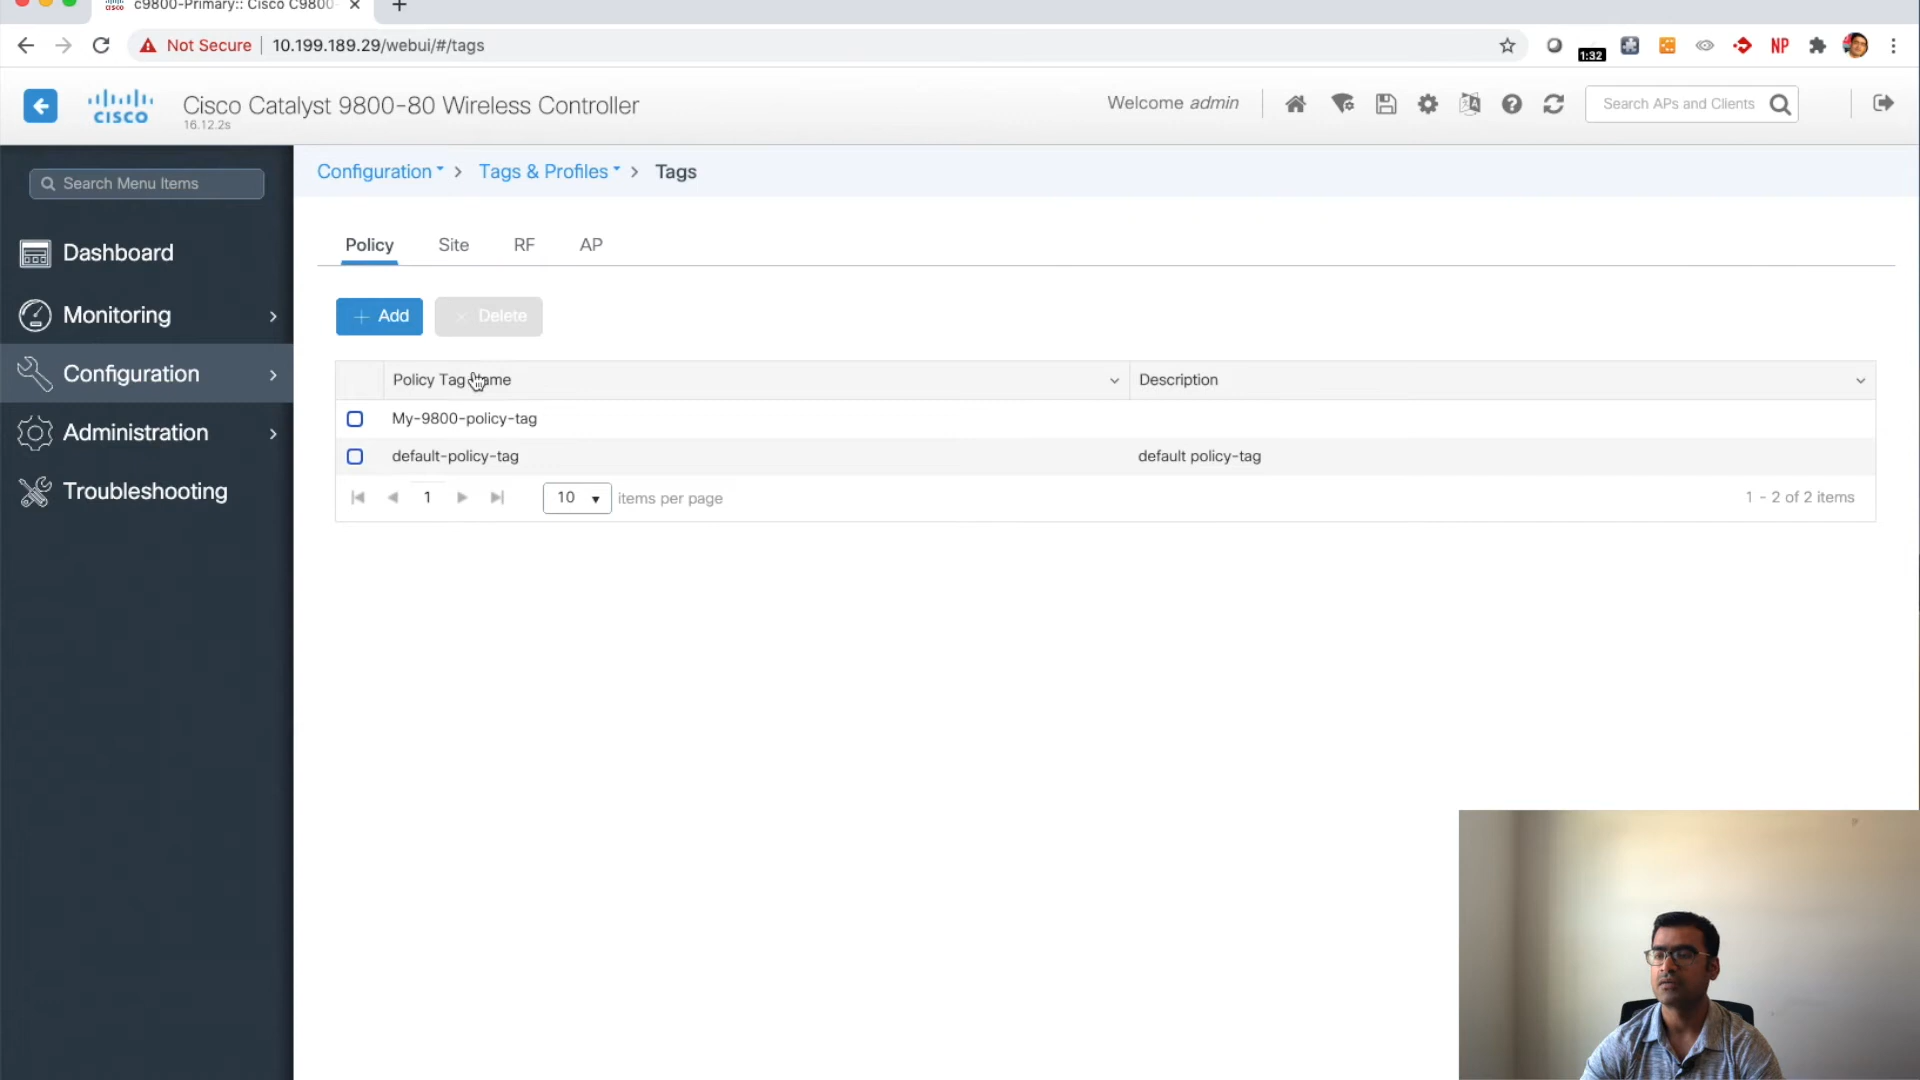 c9800-Primary:: Cisco C9800-
Not Secure
10.199.189.29/webui/#/tags
1:32
NP
CISCO
Cisco Catalyst 9800-80 Wireless Controller
16.12.2s
Welcome admin
Search APs and Clients
Search Menu Items
Dashboard
Monitoring
Configuration
Administration
Troubleshooting
Configuration > Tags & Profiles > Tags
Policy
Site
RF
AP
+ Add
× Delete
Policy Tag Name
Description
My-9800-policy-tag
default-policy-tag
default policy-tag
1
10
items per page
1 - 2 of 2 items